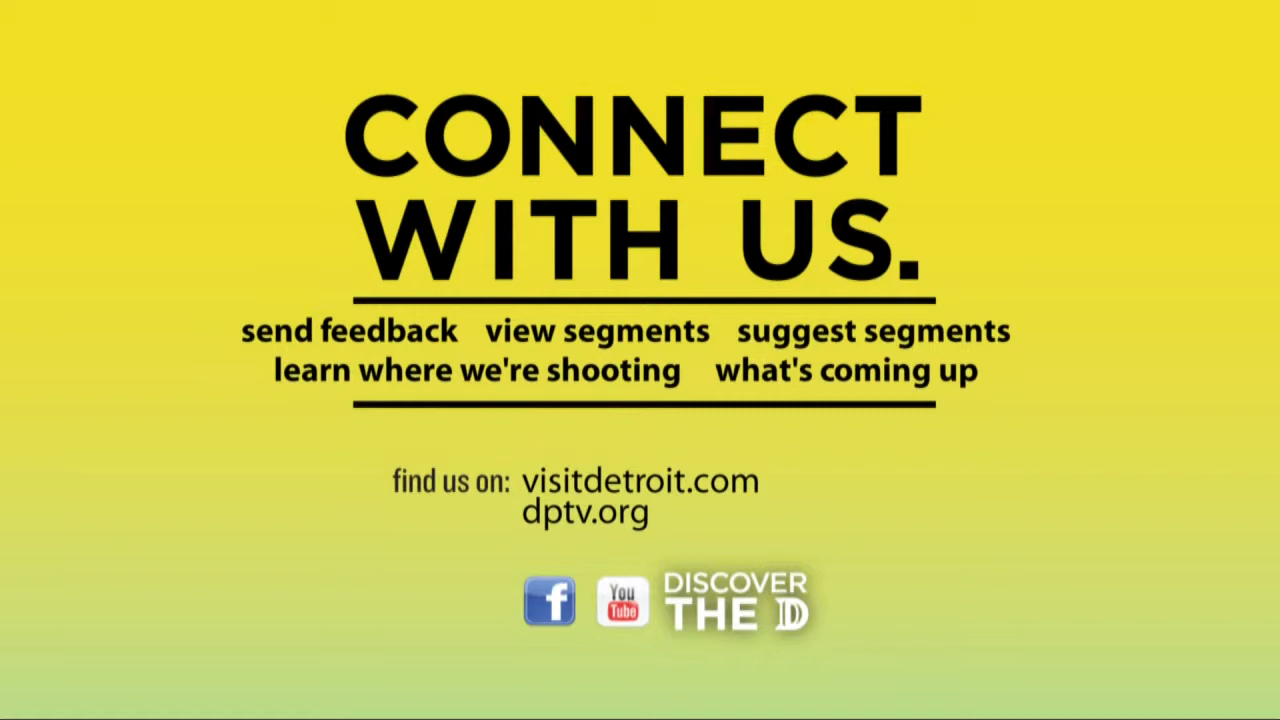 CONNECT
WITH US.
send feedback view segments suggest segments
learn where we're shooting what's coming up
find us on: visitdetroit.com
dptv.org
f You Tube DISCOVER THE D